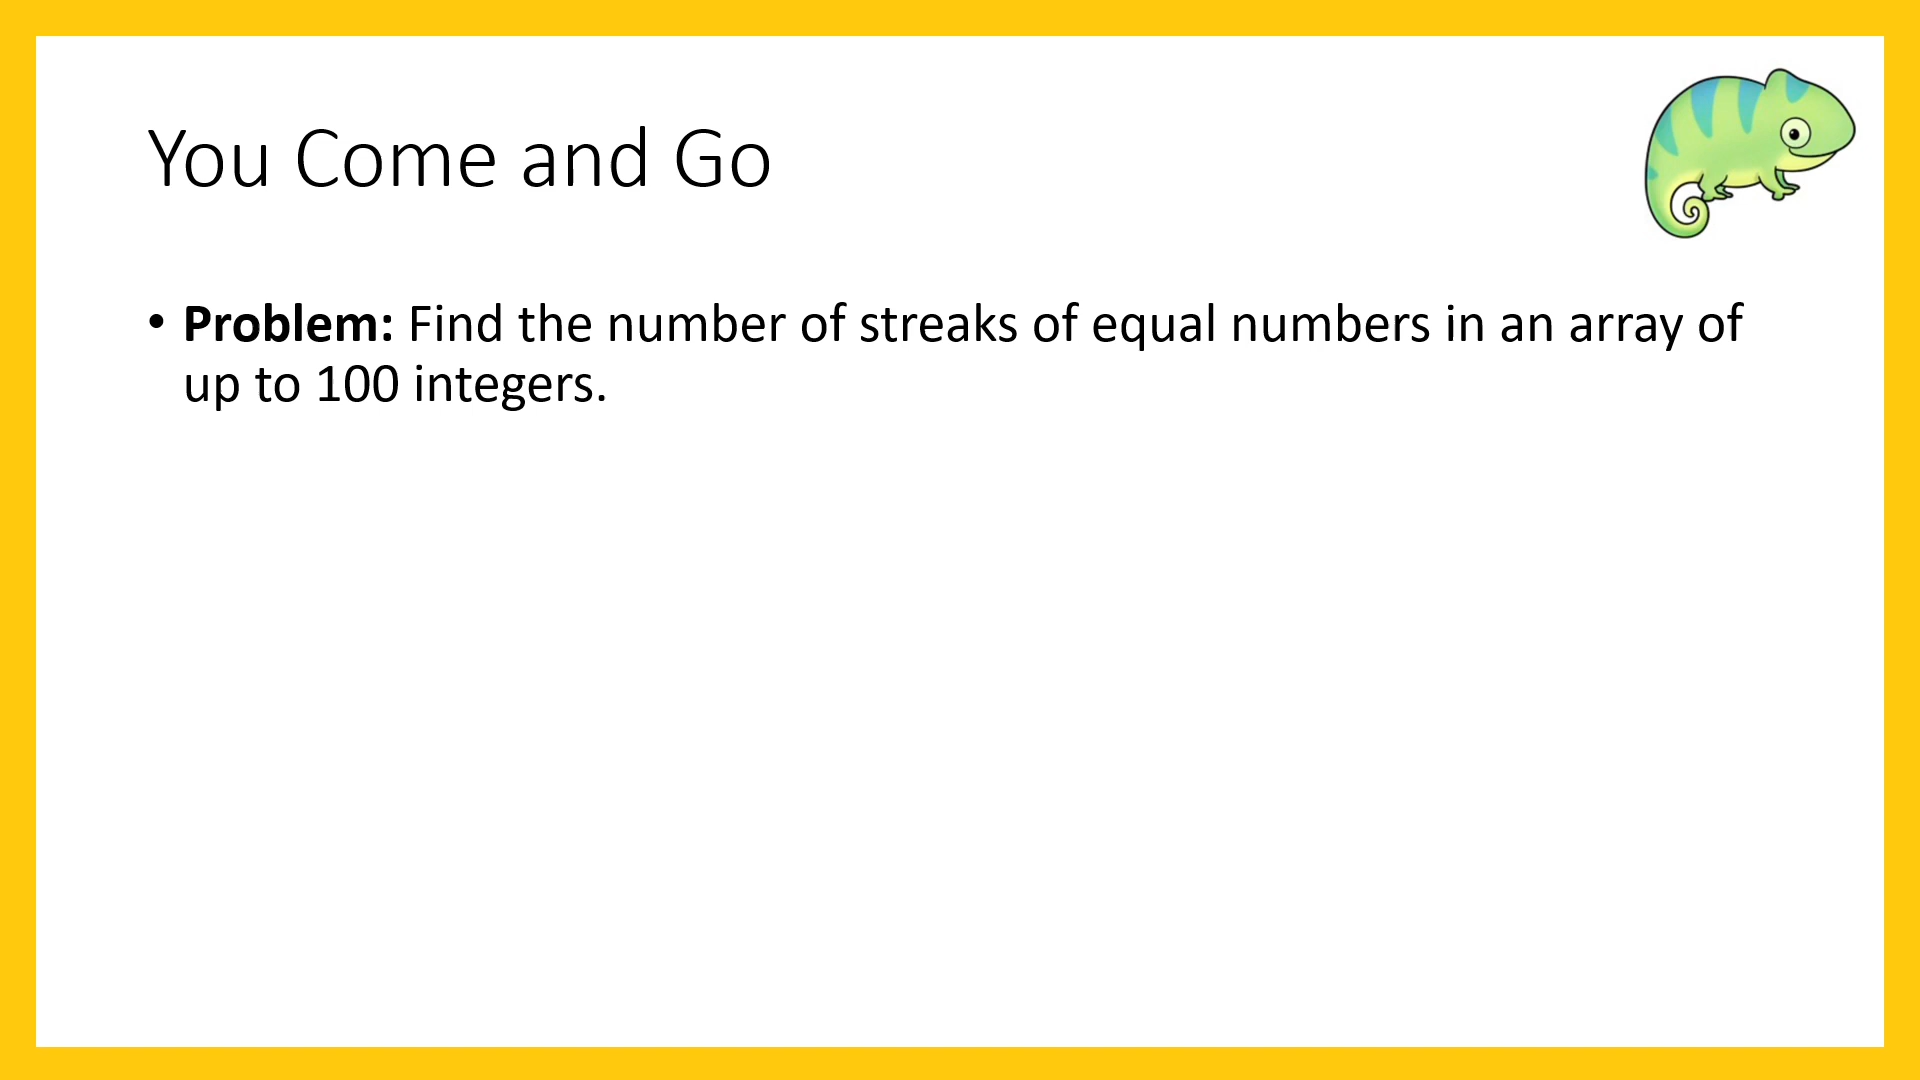 You Come and Go
• Problem: Find the number of streaks of equal numbers in an array of
up to 100 integers.